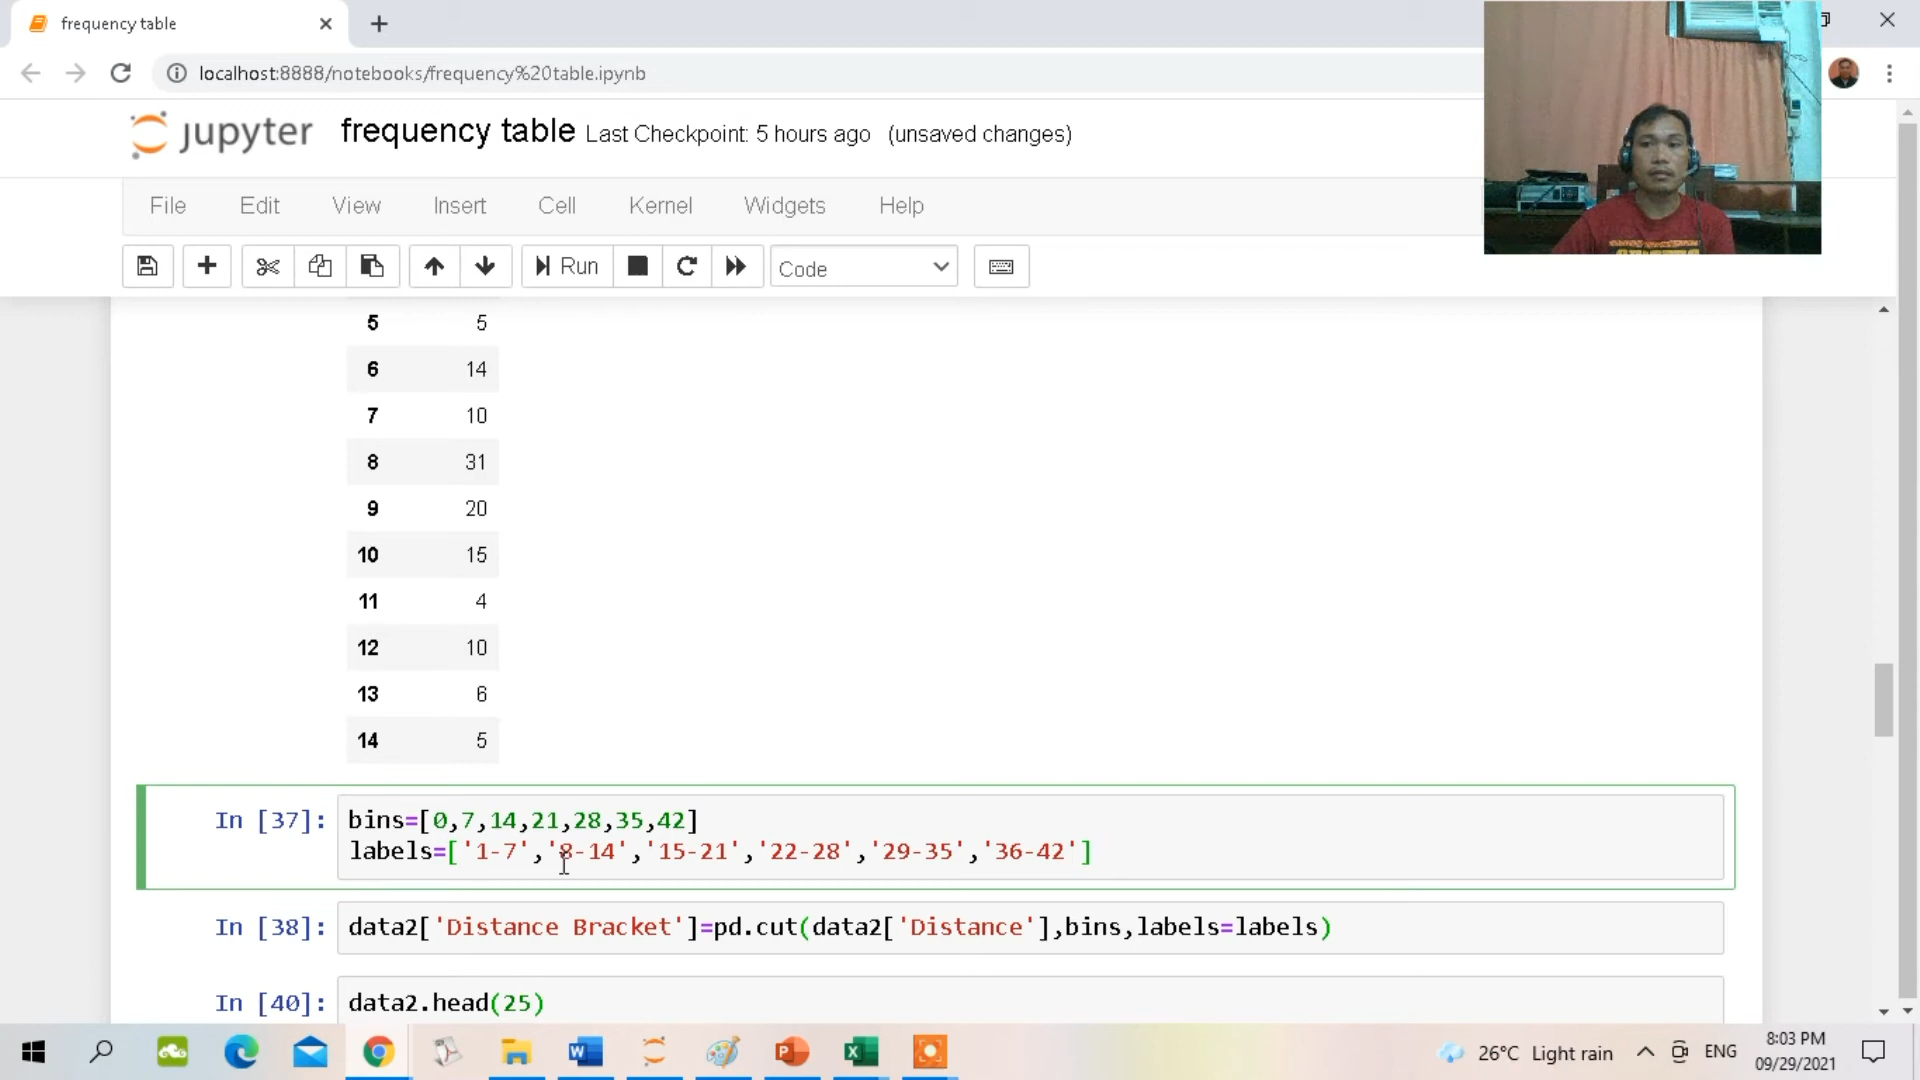 frequency table
localhost:8888/notebooks/frequency%20table.ipynb
jupyter frequency table Last Checkpoint: 5 hours ago (unsaved changes)
File Edit View Insert Cell Kernel Widgets Help
Run Code
5 5
6 14
7 10
8 31
9 20
10 15
11 4
12 10
13 6
14 5
In [37]: bins=[0,7,14,21,28,35,42]
labels=['1-7','8-14','15-21','22-28','29-35','36-42']
In [38]: data2['Distance Bracket']=pd.cut(data2['Distance'],bins,labels=labels)
In [40]: data2.head(25)
26°C Light rain ENG 8:03 PM
09/29/2021